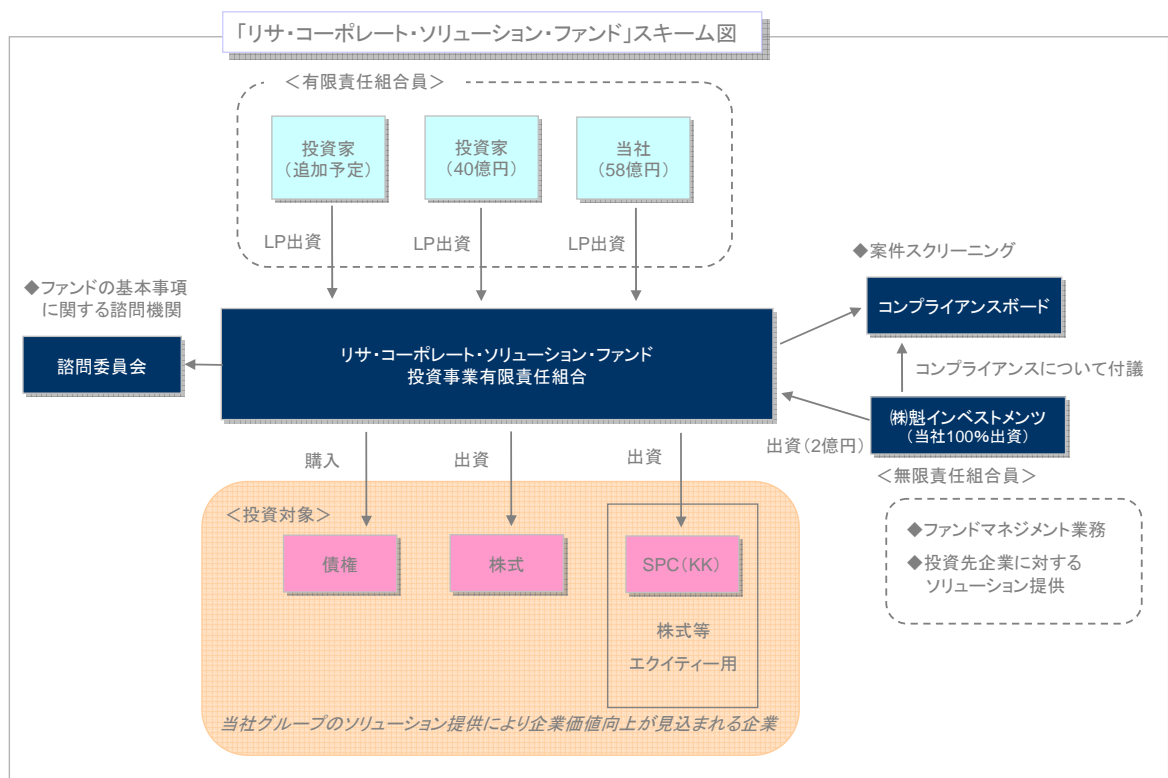 「リサ・コーポレート・ソリューション・ファンド」スキーム図
＜有限責任組合員＞
投資家
（追加予定）
投資家
（40億円）
当社
（58億円）
LP出資
LP出資
LP出資
◆案件スクリーニング
コンプライアンスボード
◆ファンドの基本事項
に関する諮問機関
諮問委員会
リサ・コーポレート・ソリューション・ファンド
投資事業有限責任組合
コンプライアンスについて付議
㈱魁インベストメンツ
（当社100％出資）
出資（2億円）
＜無限責任組合員＞
◆ファンドマネジメント業務
◆投資先企業に対する
ソリューション提供
購入
出資
出資
＜投資対象＞
債権
株式
SPC（KK）
株式等
エクイティー用
当社グループのソリューション提供により企業価値向上が見込まれる企業